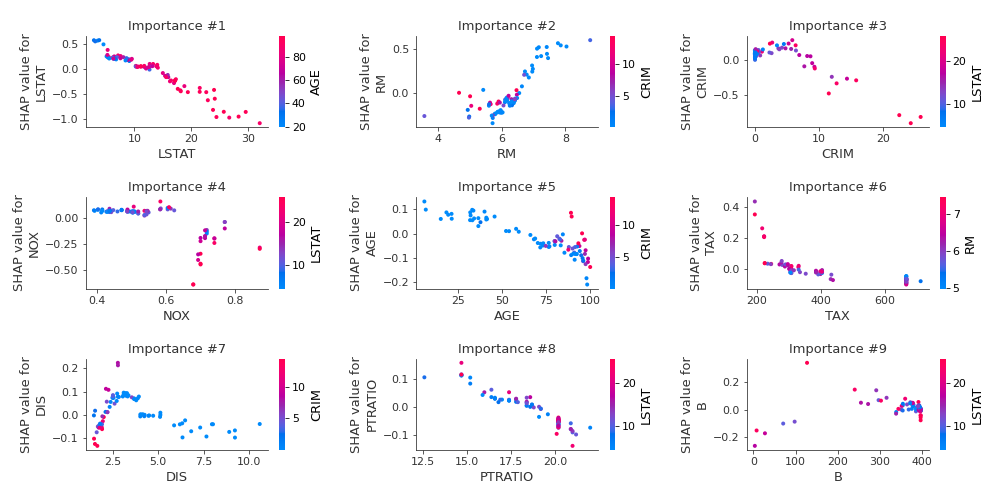 Importance #1
Importance #2
Importance #3
SHAP value for
LSTAT
0.5
0.0
−0.5
−1.0
10
20
30
LSTAT
80
60
40
20
AGE
SHAP value for
RM
0.5
0.0
4
6
8
RM
10
5
CRIM
SHAP value for
CRIM
0.0
−0.5
0
10
20
CRIM
20
10
LSTAT
Importance #4
Importance #5
Importance #6
SHAP value for
NOX
0.00
−0.25
−0.50
0.4
0.6
0.8
NOX
20
10
LSTAT
SHAP value for
AGE
0.1
0.0
−0.1
−0.2
25
50
75
100
AGE
10
5
CRIM
SHAP value for
TAX
0.4
0.2
0.0
200
400
600
TAX
7
6
5
RM
Importance #7
Importance #8
Importance #9
SHAP value for
DIS
0.2
0.1
0.0
−0.1
2.5
5.0
7.5
10.0
DIS
10
5
CRIM
SHAP value for
PTRATIO
0.1
0.0
−0.1
12.5
15.0
17.5
20.0
PTRATIO
20
10
LSTAT
SHAP value for
B
0.2
0.0
−0.2
0
100
200
300
400
B
20
10
LSTAT